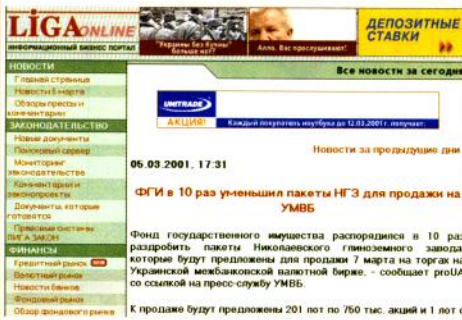 LIGAONLINE
ИНФОРМАЦИОННЫЙ БИЗНЕС ПОРТАЛ
"Украины без Кучмы" больше нет?
Алло. Вас прослушивают!
ДЕПОЗИТНЫЕ
СТАВКИ
НОВОСТИ
Главная страница
Новости 5 марта
Обзоры прессы и
комментарии
ЗАКОНОДАТЕЛЬСТВО
Новые документы
Поисковый сервер
Мониторинг
законодательства
Комментарии и
законопроекты
Документы, которые
готовятся
Правовые системы
ЛИГА ЗАКОН
ФИНАНСЫ
Кредитный рынок
Валютный рынок
Новости банков
Фондовый рынок
Обзор фондового рынка
Все новости за сегодня
UNITRADE
АКЦИЯ!
Каждый покупатель ноутбука до 12.03.2001 г. получает:
Новости за предыдущие дни
05.03.2001, 17:31
ФГИ в 10 раз уменьшил пакеты НГЗ для продажи на
УМВБ
Фонд государственного имущества распорядился в 10 раз
раздробить пакеты Николаевского глиноземного завода,
которые будут предложены для продажи 7 марта на торгах на
Украинской межбанковской валютной бирже, - сообщает proUA
со ссылкой на пресс-службу УМВБ.
К продаже будут предложены 201 лот по 750 тыс. акций и 1 лот с